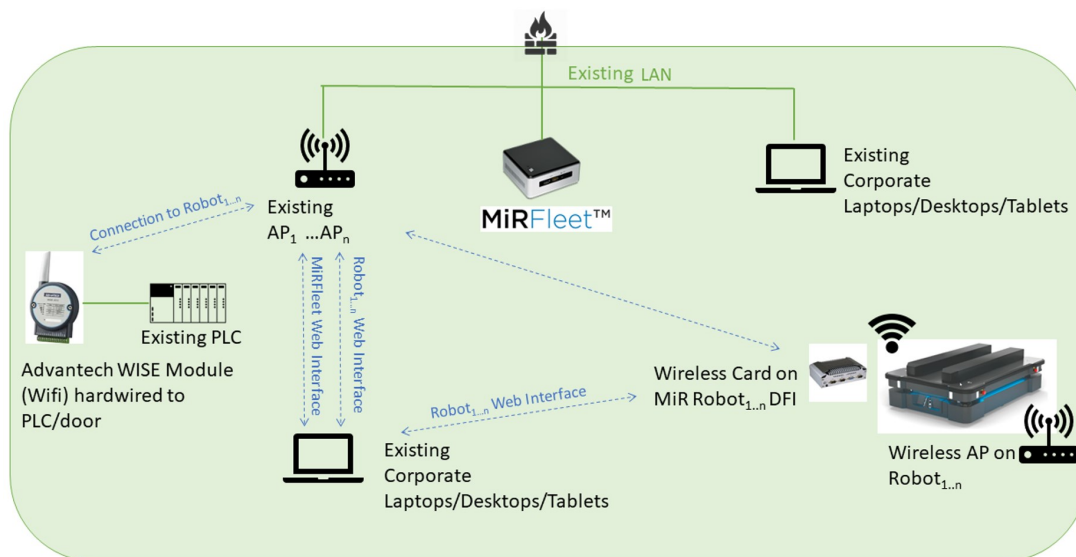 Existing LAN
Existing
AP1 ...APn
MiRFleet™
Existing
Corporate
Laptops/Desktops/Tablets
Connection to Robot1..n
MiRFleet Web Interface
Robot1..n Web Interface
Existing PLC
Advantech WISE Module
(Wifi) hardwired to
PLC/door
Robot1..n Web Interface
Existing
Corporate
Laptops/Desktops/Tablets
Wireless Card on
MiR Robot1..n DFI
Wireless AP on
Robot1..n